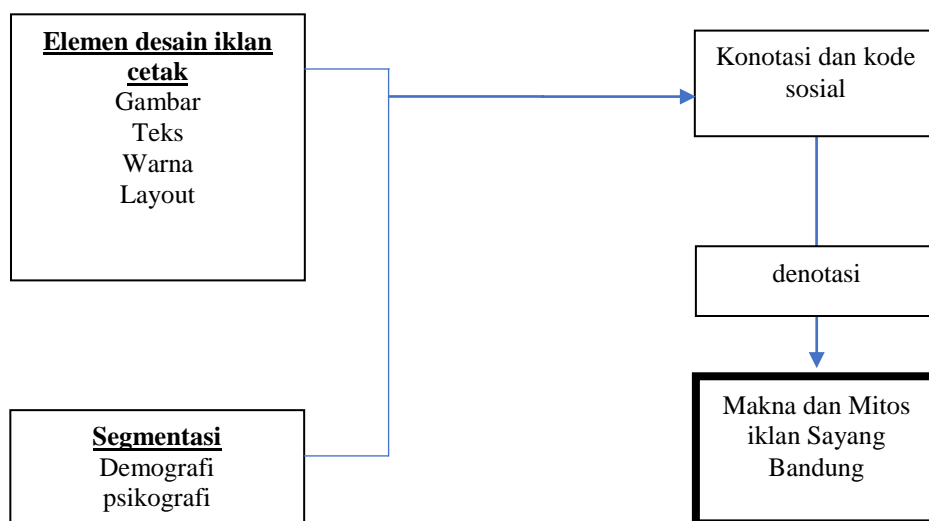 Elemen desain iklan
cetak
Gambar
Teks
Warna
Layout
Segmentasi
Demografi
psikografi
Konotasi dan kode
sosial
denotasi
Makna dan Mitos
iklan Sayang
Bandung